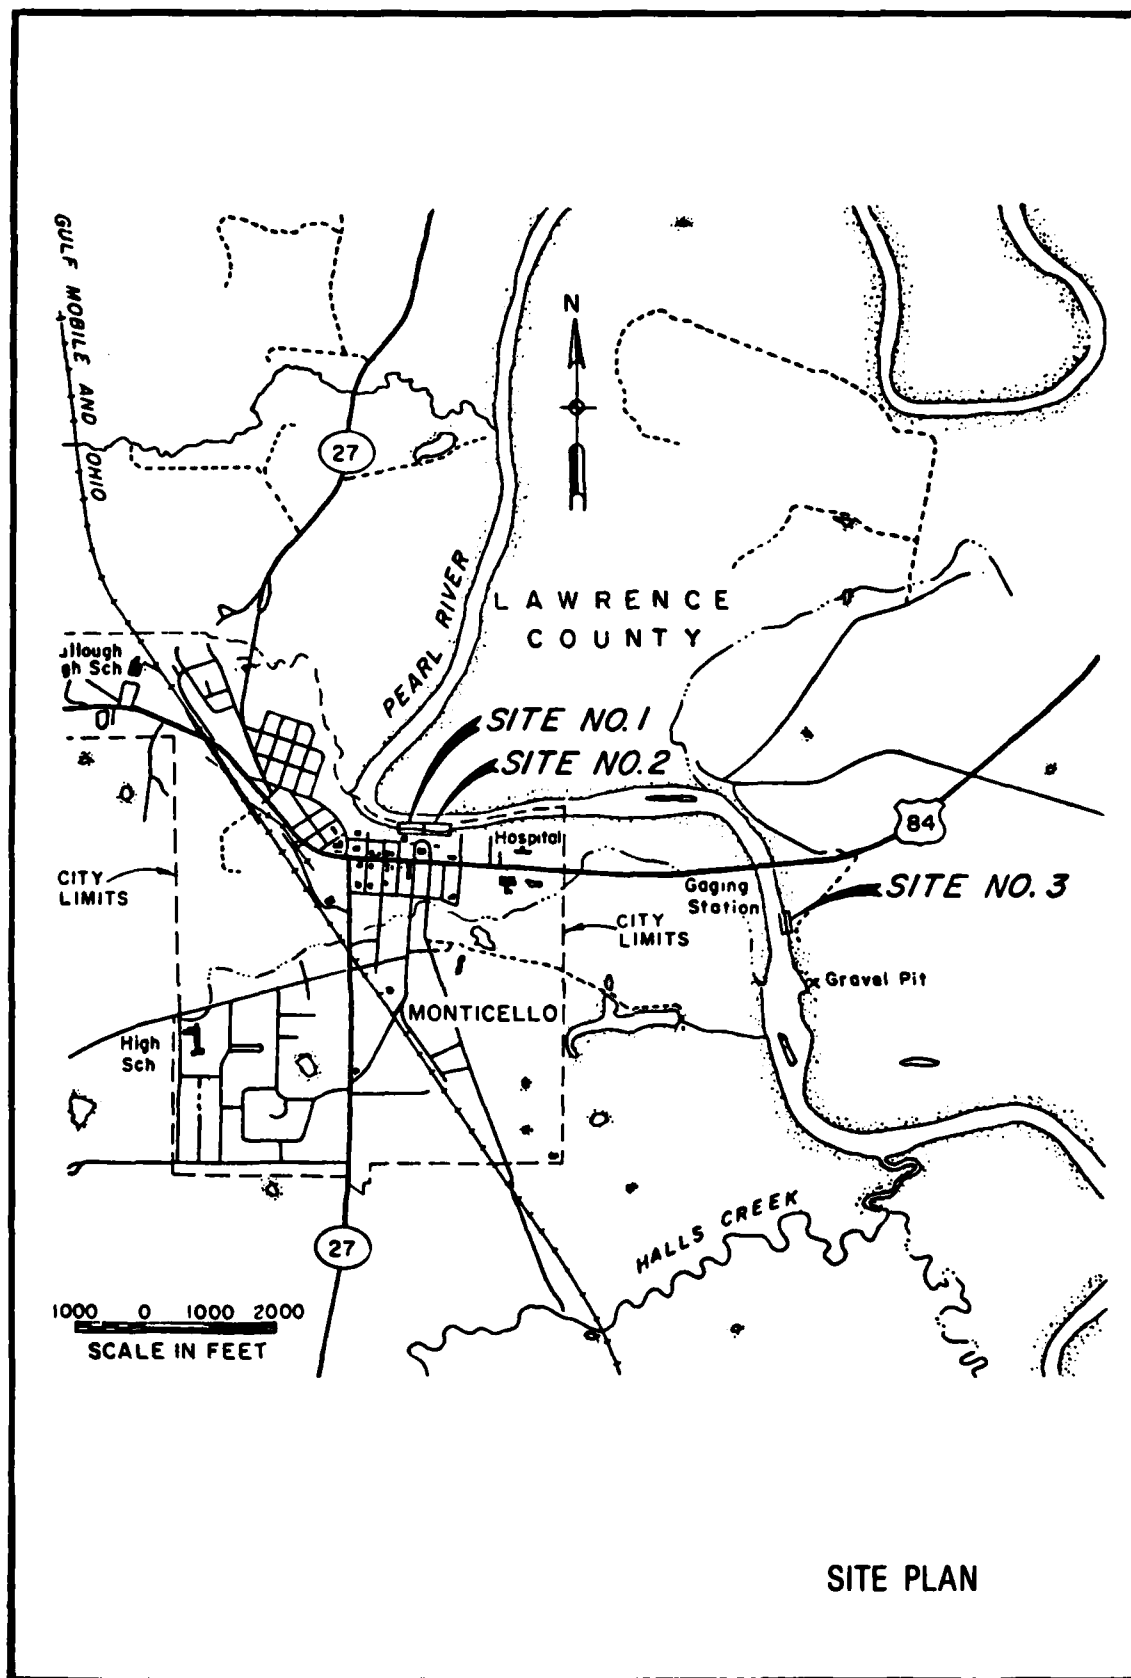 GULF MOBILE AND OHIO
N
27
PEARL RIVER
LAWRENCE
COUNTY
gh Sch
SITE NO. 1
SITE NO. 2
84
Hospital
CITY
LIMITS
Gaging
Station
SITE NO. 3
CITY
LIMITS
Gravel Pit
MONTICELLO
High
Sch
HALLS CREEK
27
1000 0 1000 2000
SCALE IN FEET
SITE PLAN